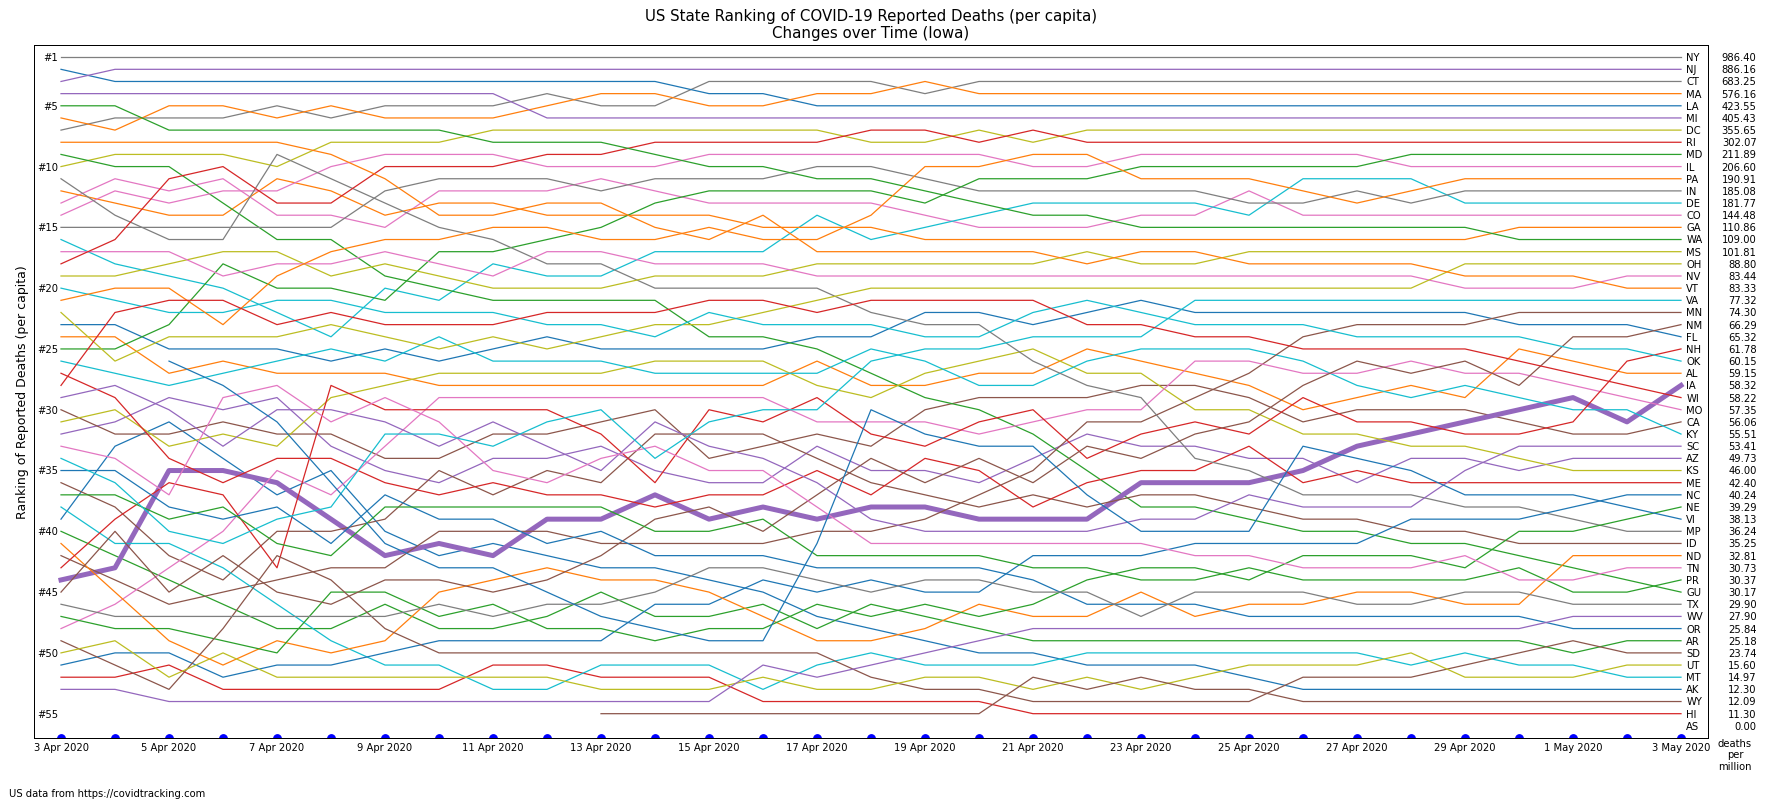 US State Ranking of COVID-19 Reported Deaths (per capita)
Changes over Time (Iowa)
Ranking of Reported Deaths (per capita)
#1
#5
#10
#15
#20
#25
#30
#35
#40
#45
#50
#55
NY 986.40
NJ 886.16
CT 683.25
MA 576.16
LA 423.55
MI 405.43
DC 355.65
RI 302.07
MD 211.89
IL 206.60
PA 190.91
IN 185.08
DE 181.77
CO 144.48
GA 110.86
WA 109.00
MS 101.81
OH 88.80
NV 83.44
VT 83.33
VA 77.32
MN 74.30
NM 66.29
FL 65.32
NH 61.78
OK 60.15
AL 59.15
IA 58.32
WI 58.22
MO 57.35
CA 56.06
KY 55.51
SC 53.41
AZ 49.73
KS 46.00
ME 42.40
NC 40.24
NE 39.29
VI 38.13
MP 36.24
ID 35.25
ND 32.81
TN 30.73
PR 30.37
GU 30.17
TX 29.90
WV 27.90
OR 25.84
AR 25.18
SD 23.74
UT 15.60
MT 14.97
AK 12.30
WY 12.09
HI 11.30
AS 0.00
3 Apr 2020 5 Apr 2020 7 Apr 2020 9 Apr 2020 11 Apr 2020 13 Apr 2020 15 Apr 2020 17 Apr 2020 19 Apr 2020 21 Apr 2020 23 Apr 2020 25 Apr 2020 27 Apr 2020 29 Apr 2020 1 May 2020 3 May 2020
deaths
per
million
US data from https://covidtracking.com